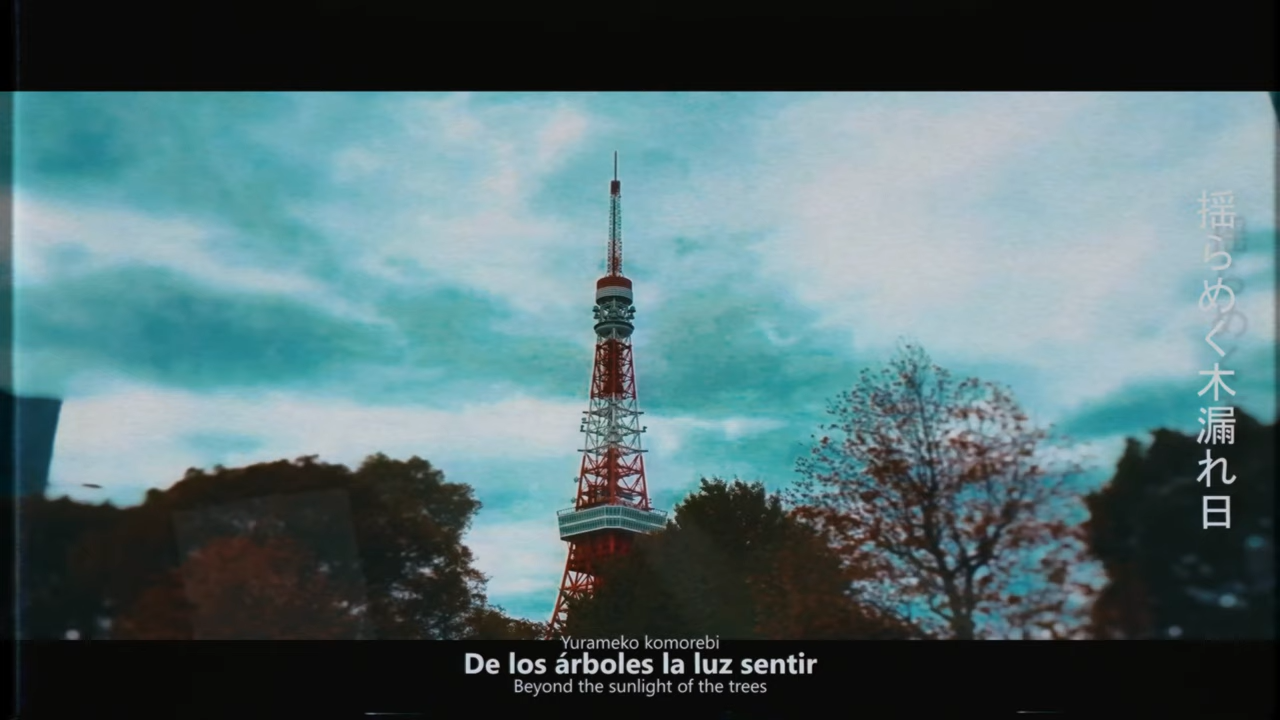 揺らめく木漏れ日
Yurameko komorebi
De los árboles la luz sentir
Beyond the sunlight of the trees